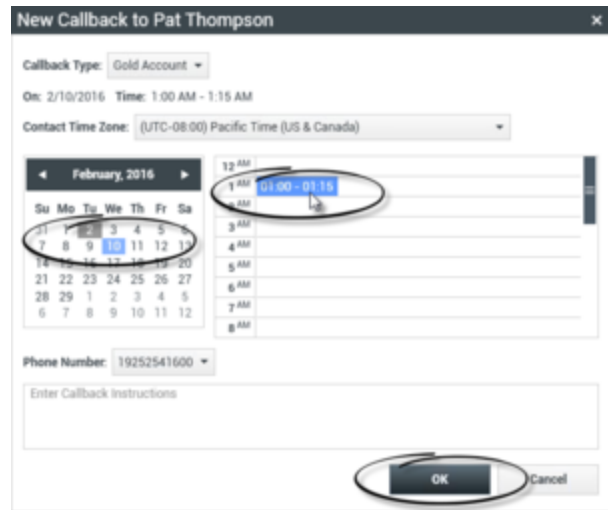 New Callback to Pat Thompson ×
Callback Type: Gold Account
On: 2/10/2016 Time: 1:00 AM - 1:15 AM
Contact Time Zone: (UTC-08:00) Pacific Time (US & Canada)
February, 2016
Su Mo Tu We Th Fr Sa
31 1 2 3 4 5 6
7 8 9 10 11 12 13
14 15 16 17 18 19 20
21 22 23 24 25 26 27
28 29 1 2 3 4 5
6 7 8 9 10 11 12
12 AM
1 AM 01:00 - 01:15
2 AM
3 AM
4 AM
5 AM
6 AM
7 AM
8 AM
Phone Number: 19252541600
Enter Callback Instructions
OK Cancel